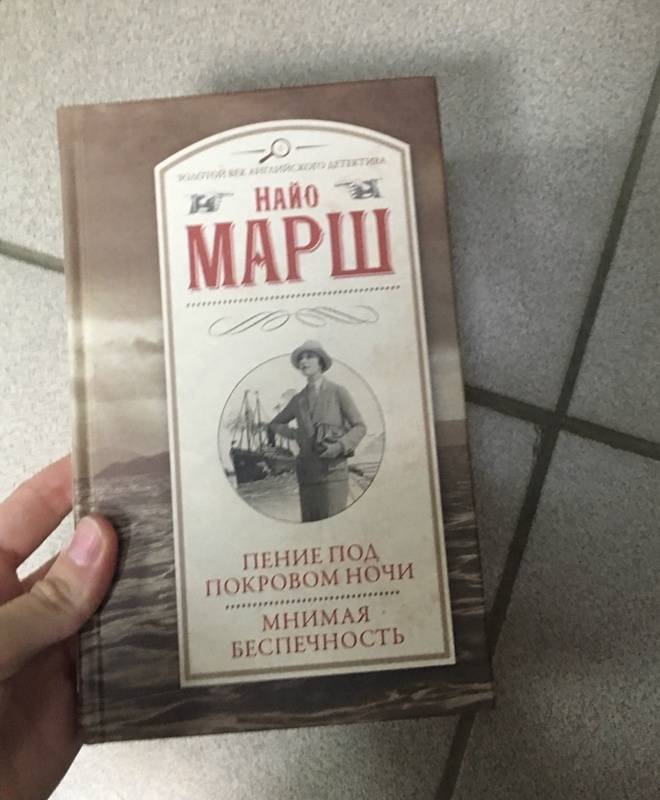 ЗОЛОТОЙ ВЕК АНГЛИЙСКОГО ДЕТЕКТИВА
НАЙО
МАРШ
ПЕНИЕ ПОД
ПОКРОВОМ НОЧИ
МНИМАЯ
БЕСПЕЧНОСТЬ